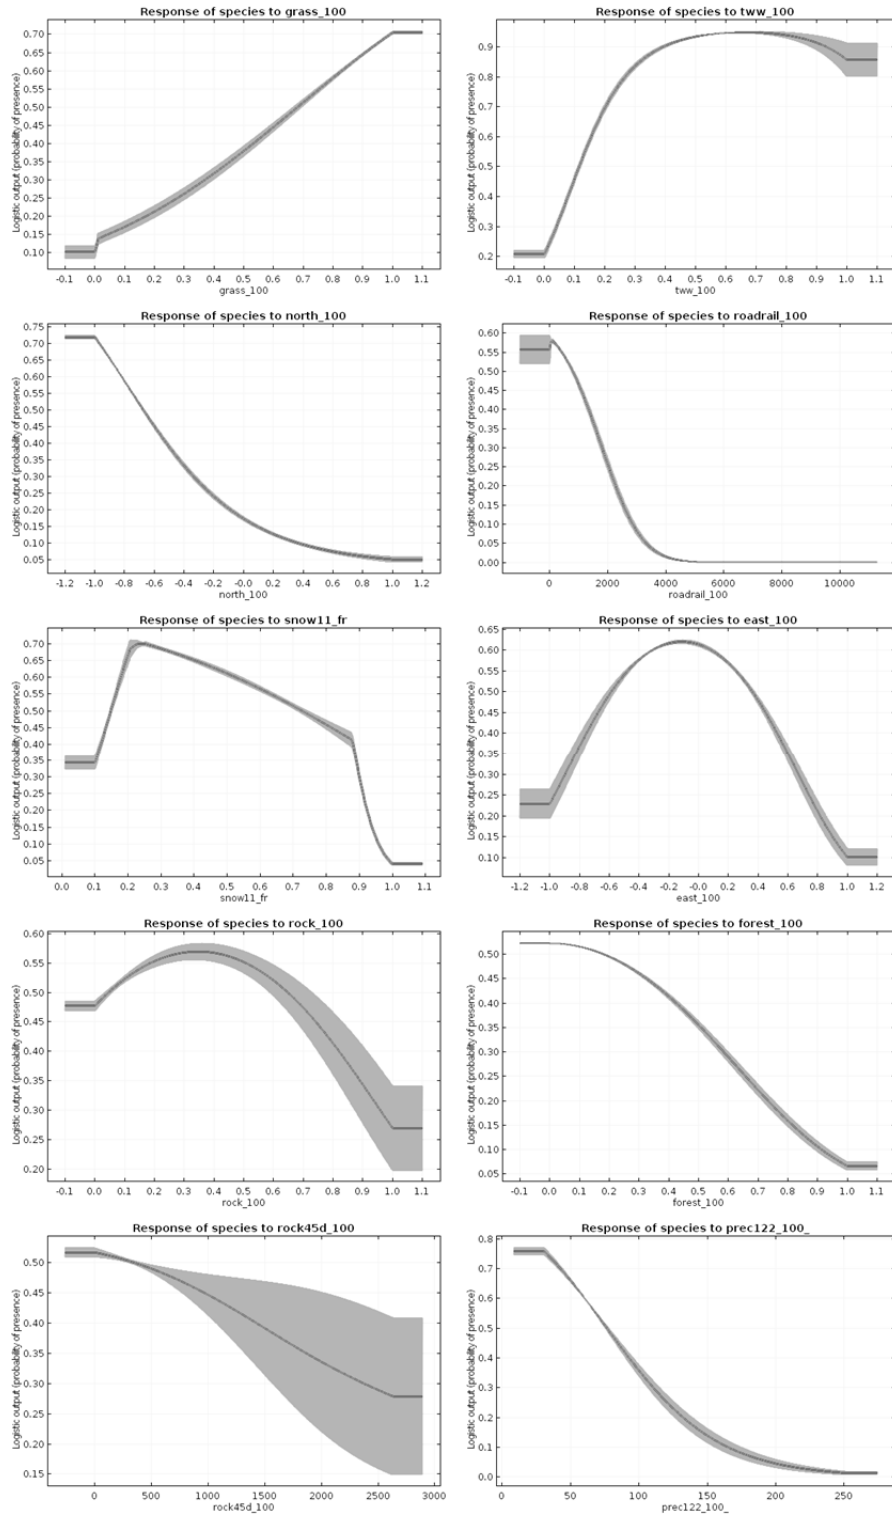 Response of species to grass_100
Logistic output (probability of presence)
0.70
0.65
0.60
0.55
0.50
0.45
0.40
0.35
0.30
0.25
0.20
0.15
0.10
-0.1 0.0 0.1 0.2 0.3 0.4 0.5 0.6 0.7 0.8 0.9 1.0 1.1
grass_100
Response of species to tww_100
Logistic output (probability of presence)
0.9
0.8
0.7
0.6
0.5
0.4
0.3
0.2
-0.1 0.0 0.1 0.2 0.3 0.4 0.5 0.6 0.7 0.8 0.9 1.0 1.1
tww_100
Response of species to north_100
Logistic output (probability of presence)
0.75
0.70
0.65
0.60
0.55
0.50
0.45
0.40
0.35
0.30
0.25
0.20
0.15
0.10
0.05
-1.2 -1.0 -0.8 -0.6 -0.4 -0.2 0.0 0.2 0.4 0.6 0.8 1.0 1.2
north_100
Response of species to roadrail_100
Logistic output (probability of presence)
0.60
0.55
0.50
0.45
0.40
0.35
0.30
0.25
0.20
0.15
0.10
0.05
0.00
0 2000 4000 6000 8000 10000
roadrail_100
Response of species to snow11_fr
Logistic output (probability of presence)
0.70
0.65
0.60
0.55
0.50
0.45
0.40
0.35
0.30
0.25
0.20
0.15
0.10
0.05
0.0 0.1 0.2 0.3 0.4 0.5 0.6 0.7 0.8 0.9 1.0 1.1
snow11_fr
Response of species to east_100
Logistic output (probability of presence)
0.65
0.60
0.55
0.50
0.45
0.40
0.35
0.30
0.25
0.20
0.15
0.10
-1.2 -1.0 -0.8 -0.6 -0.4 -0.2 0.0 0.2 0.4 0.6 0.8 1.0 1.2
east_100
Response of species to rock_100
Logistic output (probability of presence)
0.60
0.55
0.50
0.45
0.40
0.35
0.30
0.25
0.20
-0.1 0.0 0.1 0.2 0.3 0.4 0.5 0.6 0.7 0.8 0.9 1.0 1.1
rock_100
Response of species to forest_100
Logistic output (probability of presence)
0.50
0.45
0.40
0.35
0.30
0.25
0.20
0.15
0.10
0.05
-0.1 0.0 0.1 0.2 0.3 0.4 0.5 0.6 0.7 0.8 0.9 1.0 1.1
forest_100
Response of species to rock45d_100
Logistic output (probability of presence)
0.50
0.45
0.40
0.35
0.30
0.25
0.20
0.15
0 500 1000 1500 2000 2500 3000
rock45d_100
Response of species to prec122_100_
Logistic output (probability of presence)
0.8
0.7
0.6
0.5
0.4
0.3
0.2
0.1
0.0
50 100 150 200 250
prec122_100_